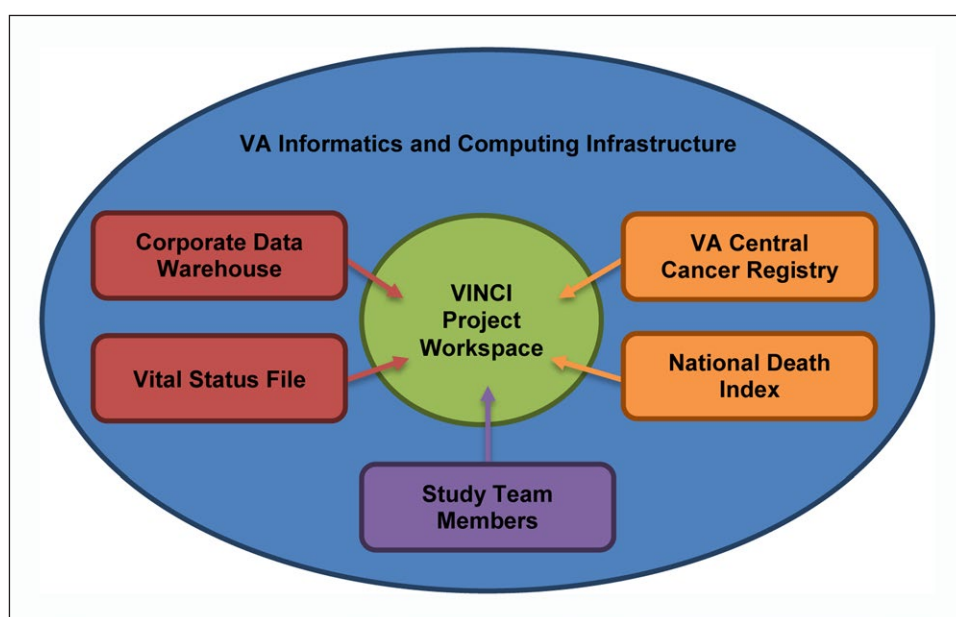 VA Informatics and Computing Infrastructure
Corporate Data
Warehouse
Vital Status File
VINCI
Project
Workspace
VA Central
Cancer Registry
National Death
Index
Study Team
Members